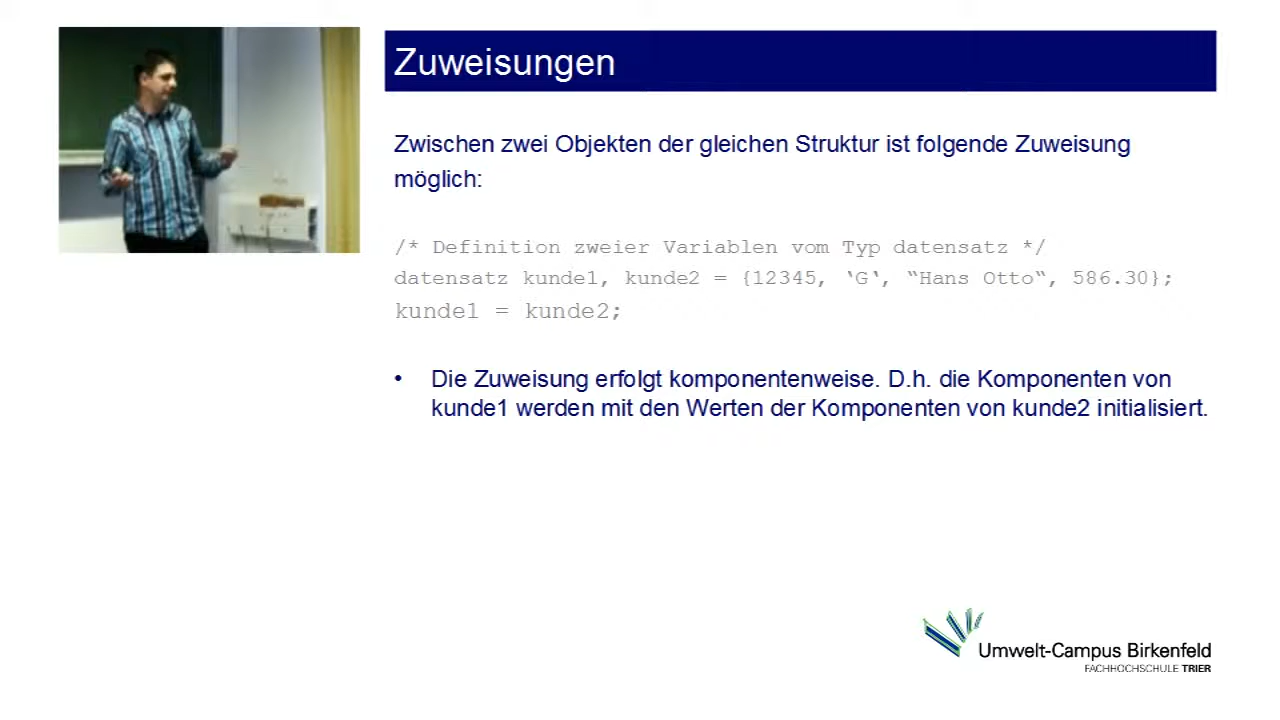 Zuweisungen
Zwischen zwei Objekten der gleichen Struktur ist folgende Zuweisung
möglich:
/* Definition zweier Variablen vom Typ datensatz */
datensatz kunde1, kunde2 = {12345, ‘G‘, “Hans Otto“, 586.30};
kunde1 = kunde2;
• Die Zuweisung erfolgt komponentenweise. D.h. die Komponenten von
kunde1 werden mit den Werten der Komponenten von kunde2 initialisiert.
Umwelt-Campus Birkenfeld
FACHHOCHSCHULE TRIER